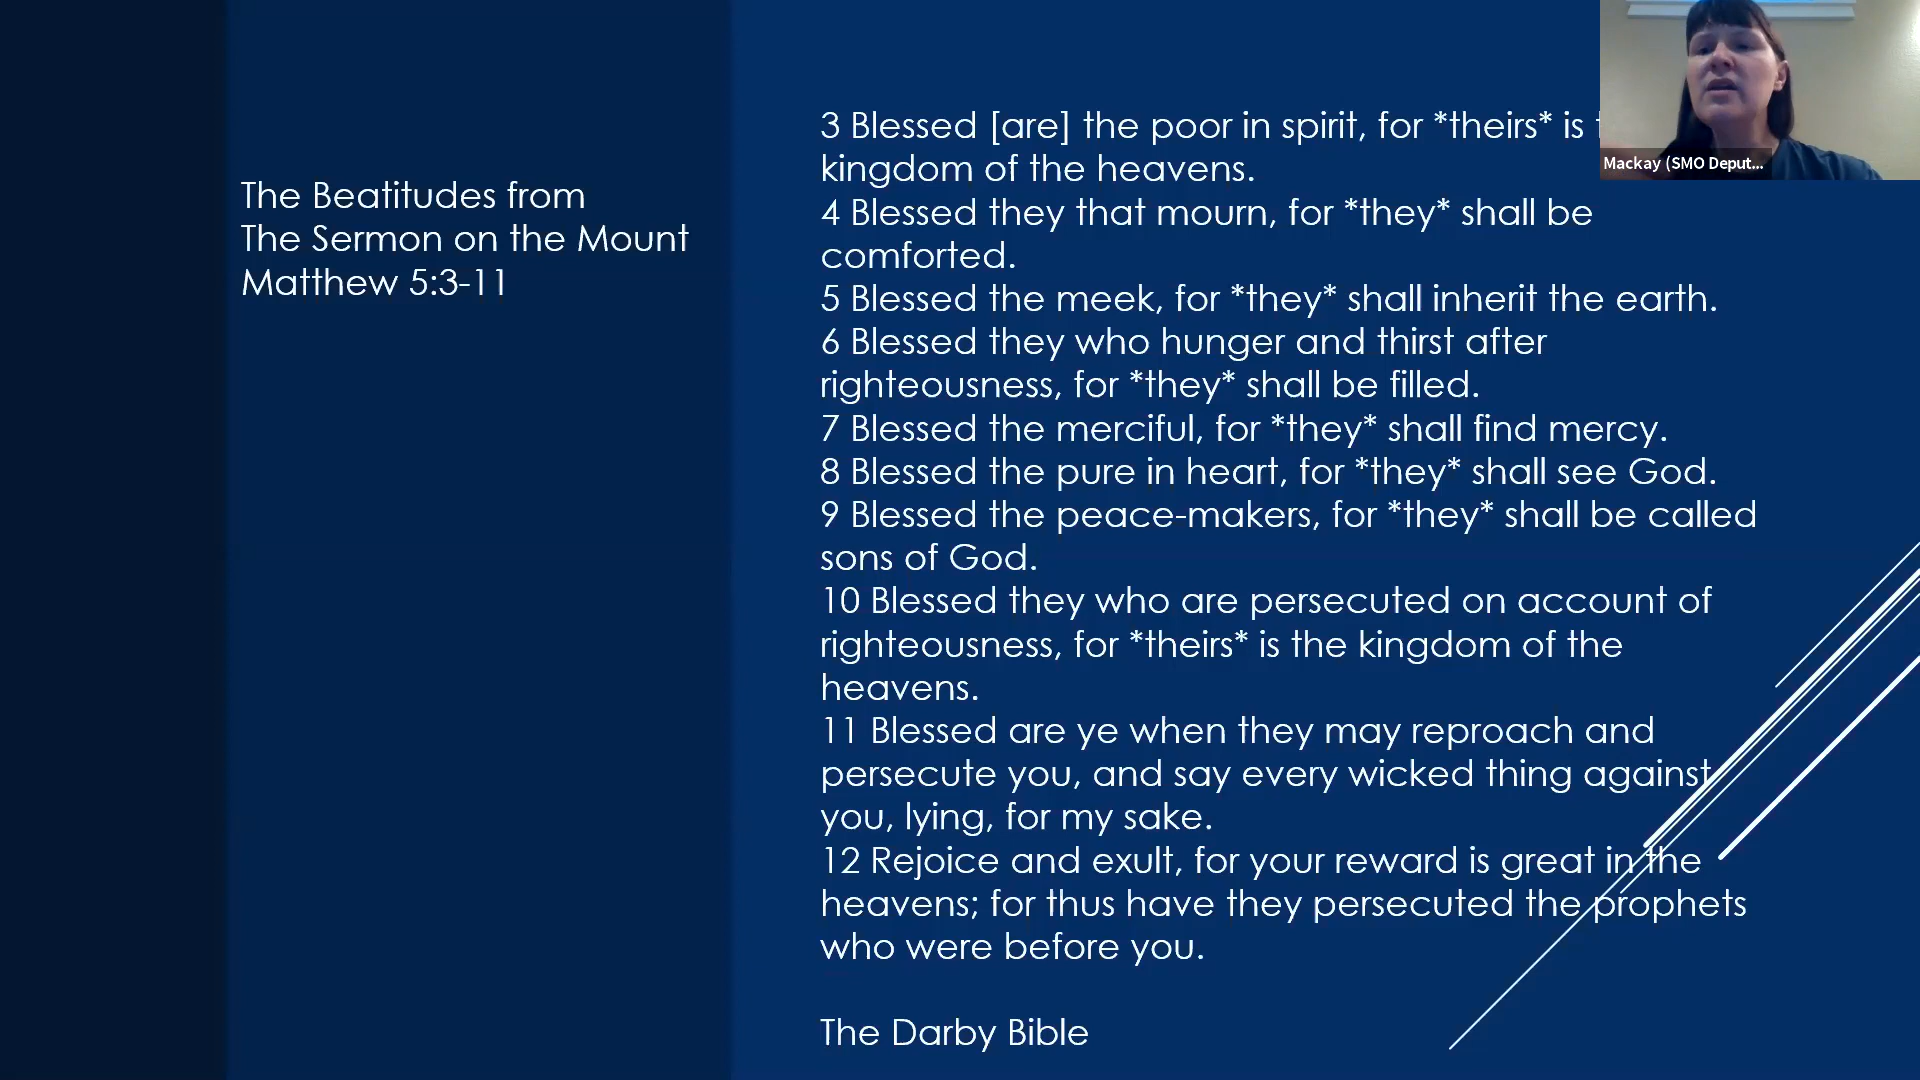 The Beatitudes from
The Sermon on the Mount
Matthew 5:3-11
3 Blessed [are] the poor in spirit, for *theirs* is
kingdom of the heavens.
4 Blessed they that mourn, for *they* shall be
comforted.
5 Blessed the meek, for *they* shall inherit the earth.
6 Blessed they who hunger and thirst after
righteousness, for *they* shall be filled.
7 Blessed the merciful, for *they* shall find mercy.
8 Blessed the pure in heart, for *they* shall see God.
9 Blessed the peace-makers, for *they* shall be called
sons of God.
10 Blessed they who are persecuted on account of
righteousness, for *theirs* is the kingdom of the
heavens.
11 Blessed are ye when they may reproach and
persecute you, and say every wicked thing against
you, lying, for my sake.
12 Rejoice and exult, for your reward is great in the
heavens; for thus have they persecuted the prophets
who were before you.
The Darby Bible
Mackay (SMO Deput...